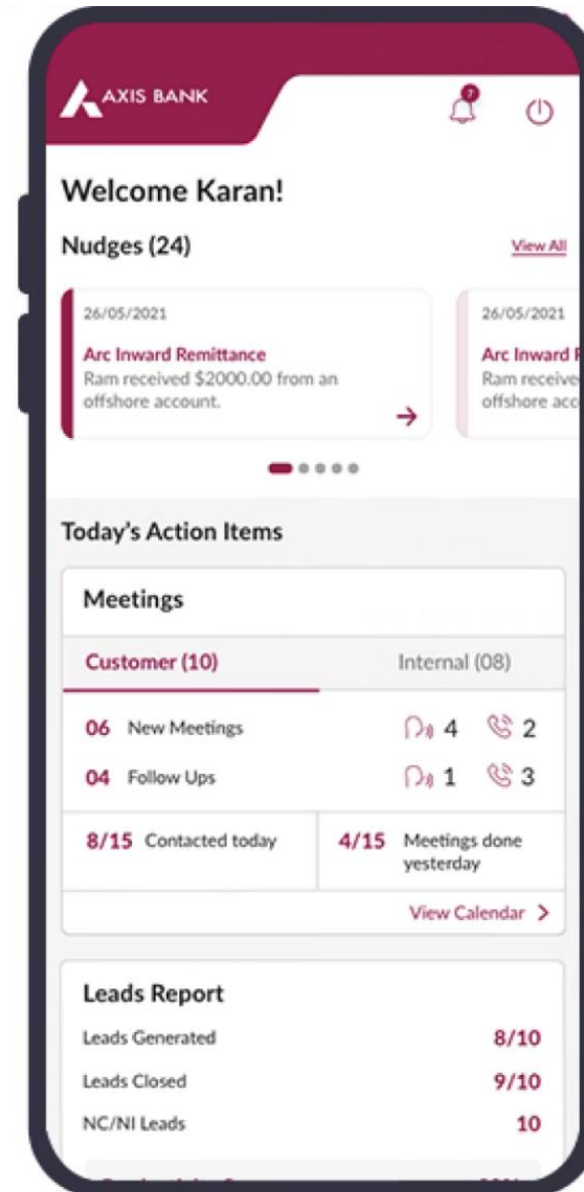 AXIS BANK
7
Welcome Karan!
Nudges (24)
View All
26/05/2021
Arc Inward Remittance
Ram received $2000.00 from an
offshore account.
26/05/2021
Arc Inward
Ram receive
offshore acc
Today's Action Items
Meetings
Customer (10)
Internal (08)
06 New Meetings 4 2
04 Follow Ups 1 3
8/15 Contacted today
4/15 Meetings done
yesterday
View Calendar >
Leads Report
Leads Generated 8/10
Leads Closed 9/10
NC/NI Leads 10